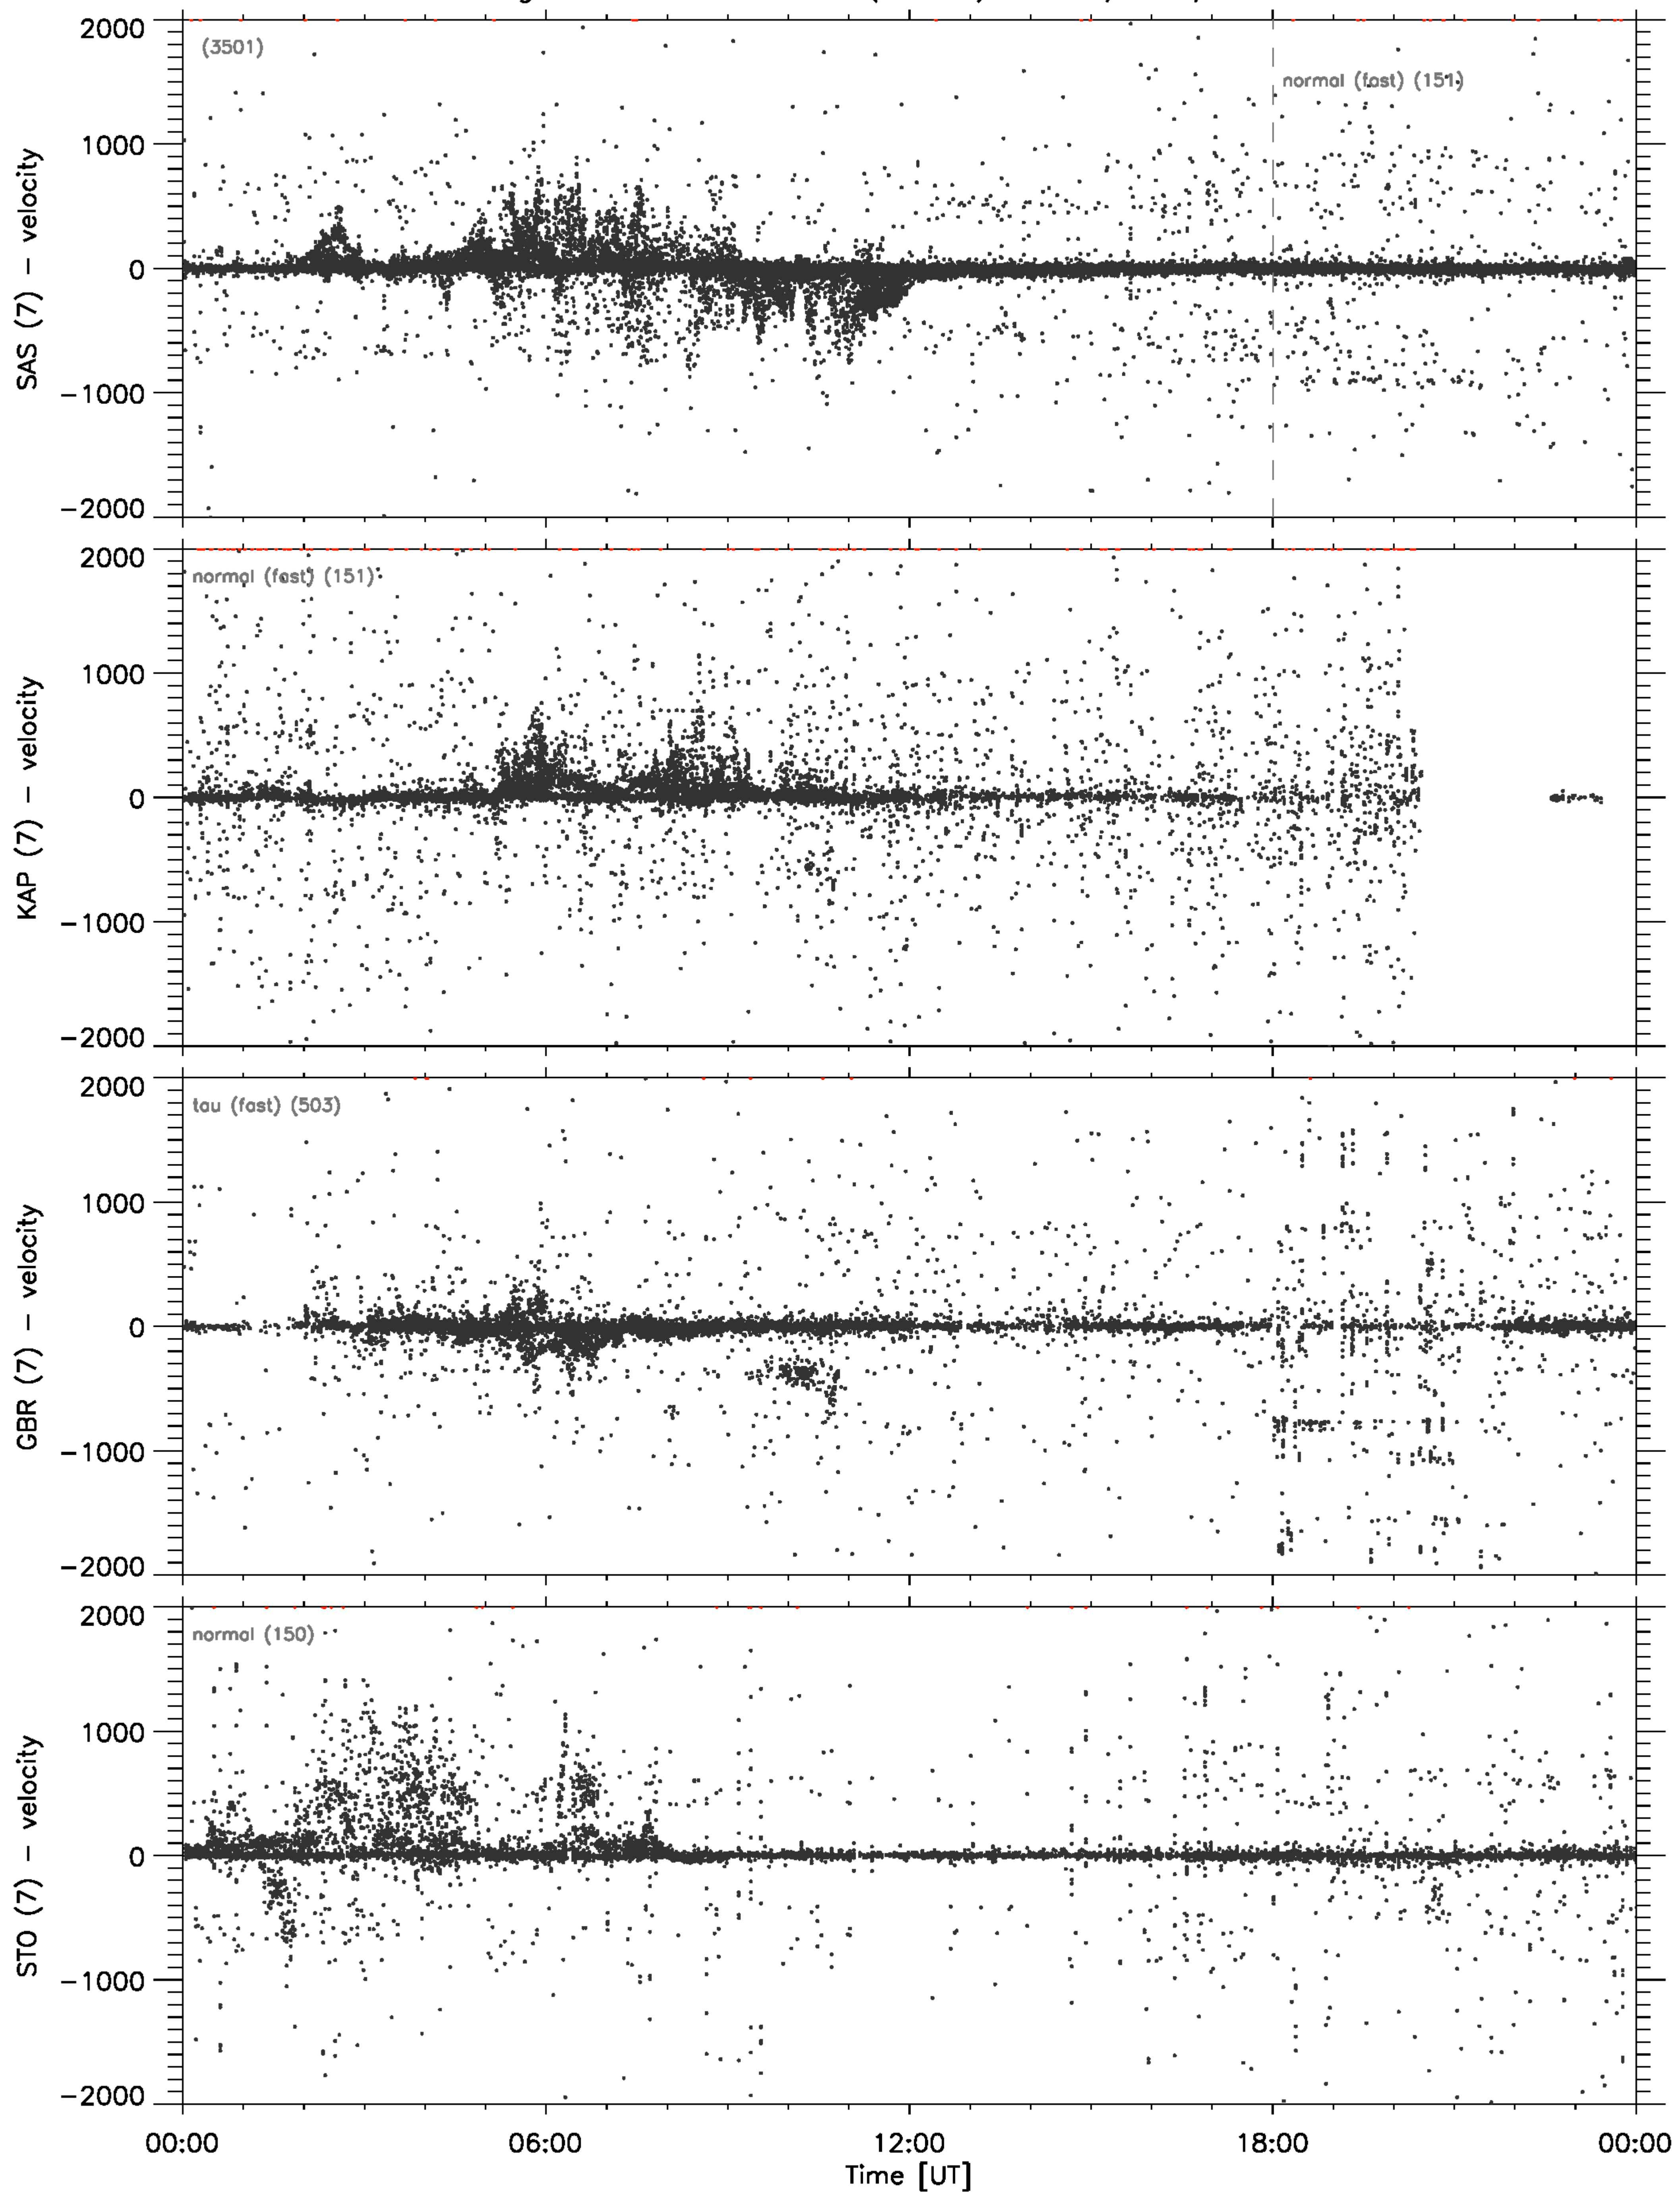 2000
(3501)
normal (fast) (151)
1000
SAS (7) – velocity
0
−1000
−2000
2000
normal (fast) (151)
1000
KAP (7) – velocity
0
−1000
−2000
2000
tau (fast) (503)
1000
GBR (7) – velocity
0
−1000
−2000
2000
normal (150)
1000
STO (7) – velocity
0
−1000
−2000
00:00 06:00 12:00 18:00 00:00
Time [UT]